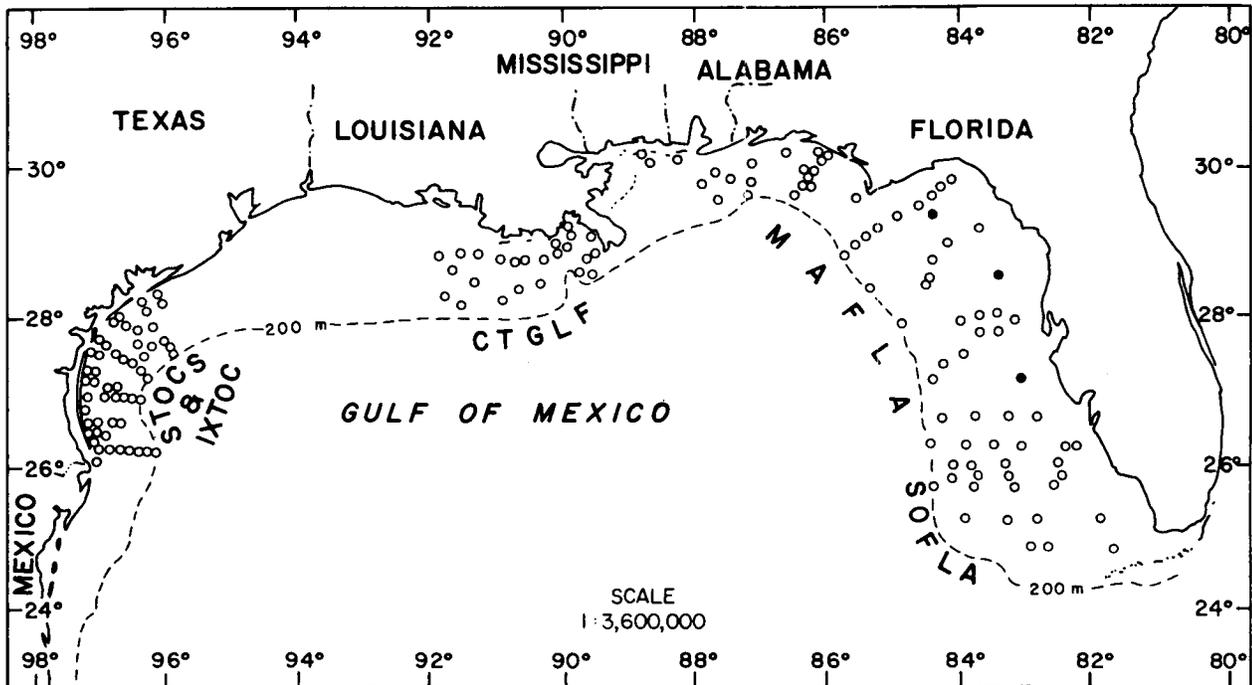 98° 96° 94° 92° 90° 88° 86° 84° 82° 80°
MISSISSIPPI
ALABAMA
TEXAS
LOUISIANA
FLORIDA
30° 30°
MAFLA
28° 28°
200 m
CTGLF
STOCS
&
IXTOC
GULF OF MEXICO
26° 26°
SOFLA
MEXICO
200 m
SCALE
1:3,600,000
24° 24°
98° 96° 94° 92° 90° 88° 86° 84° 82° 80°